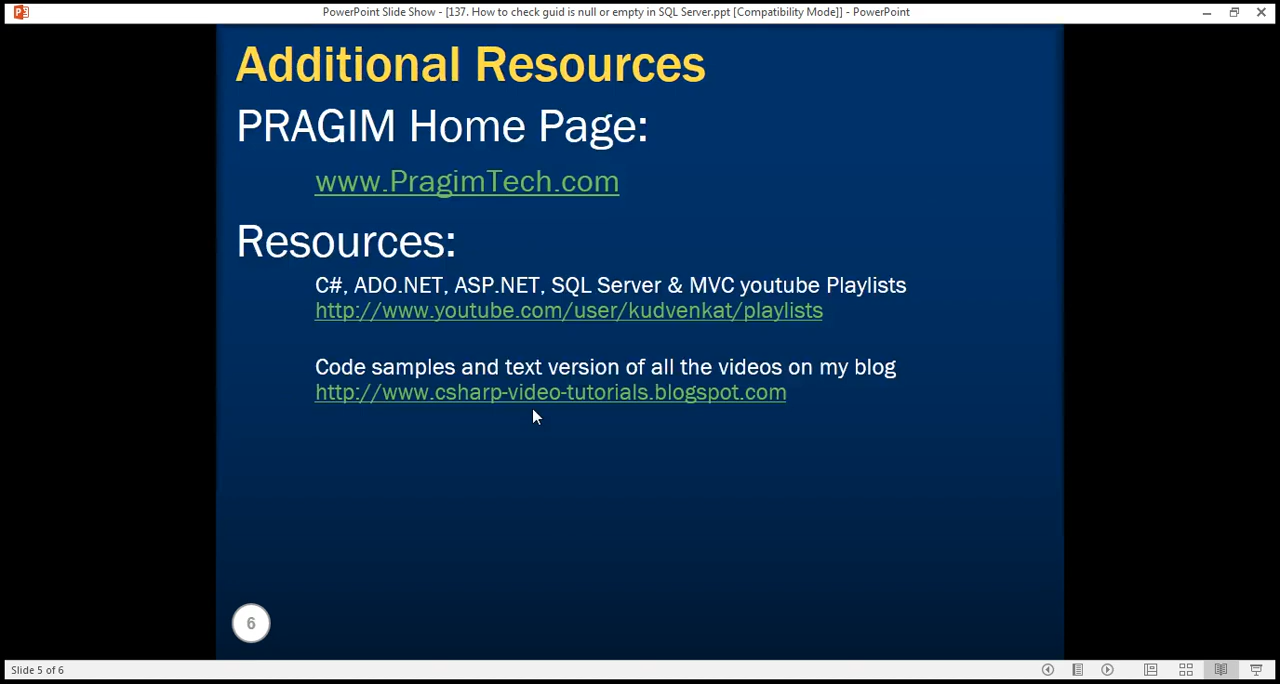 PowerPoint Slide Show - [137. How to check guid is null or empty in SQL Server.ppt [Compatibility Mode]] - PowerPoint
Additional Resources
PRAGIM Home Page:
www.PragimTech.com
Resources:
C#, ADO.NET, ASP.NET, SQL Server & MVC youtube Playlists
http://www.youtube.com/user/kudvenkat/playlists
Code samples and text version of all the videos on my blog
http://www.csharp-video-tutorials.blogspot.com
6
Slide 5 of 6